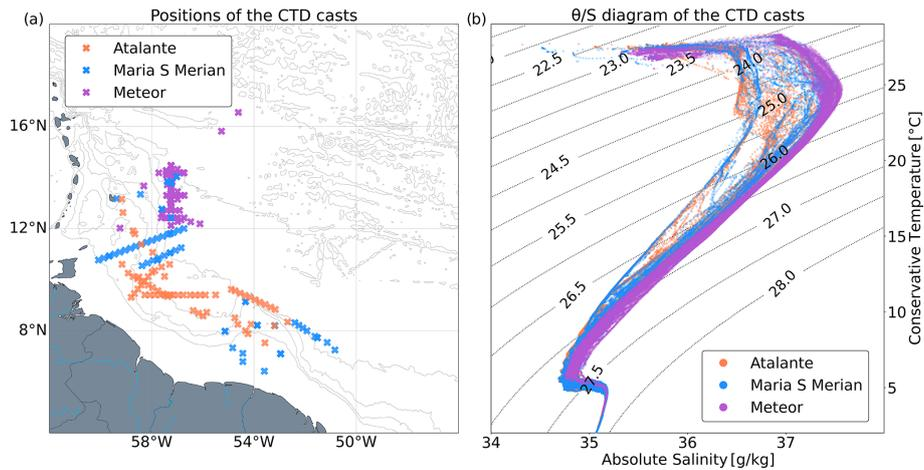 (a)
Positions of the CTD casts
Atalante
Maria S Merian
Meteor
16°N
12°N
8°N
58°W
54°W
50°W
(b)
θ/S diagram of the CTD casts
22.5
23.0
23.5
24.0
24.5
25.0
25.5
26.0
26.5
27.0
27.5
28.0
Atalante
Maria S Merian
Meteor
25
20
15
10
5
Conservative Temperature [°C]
34
35
36
37
Absolute Salinity [g/kg]